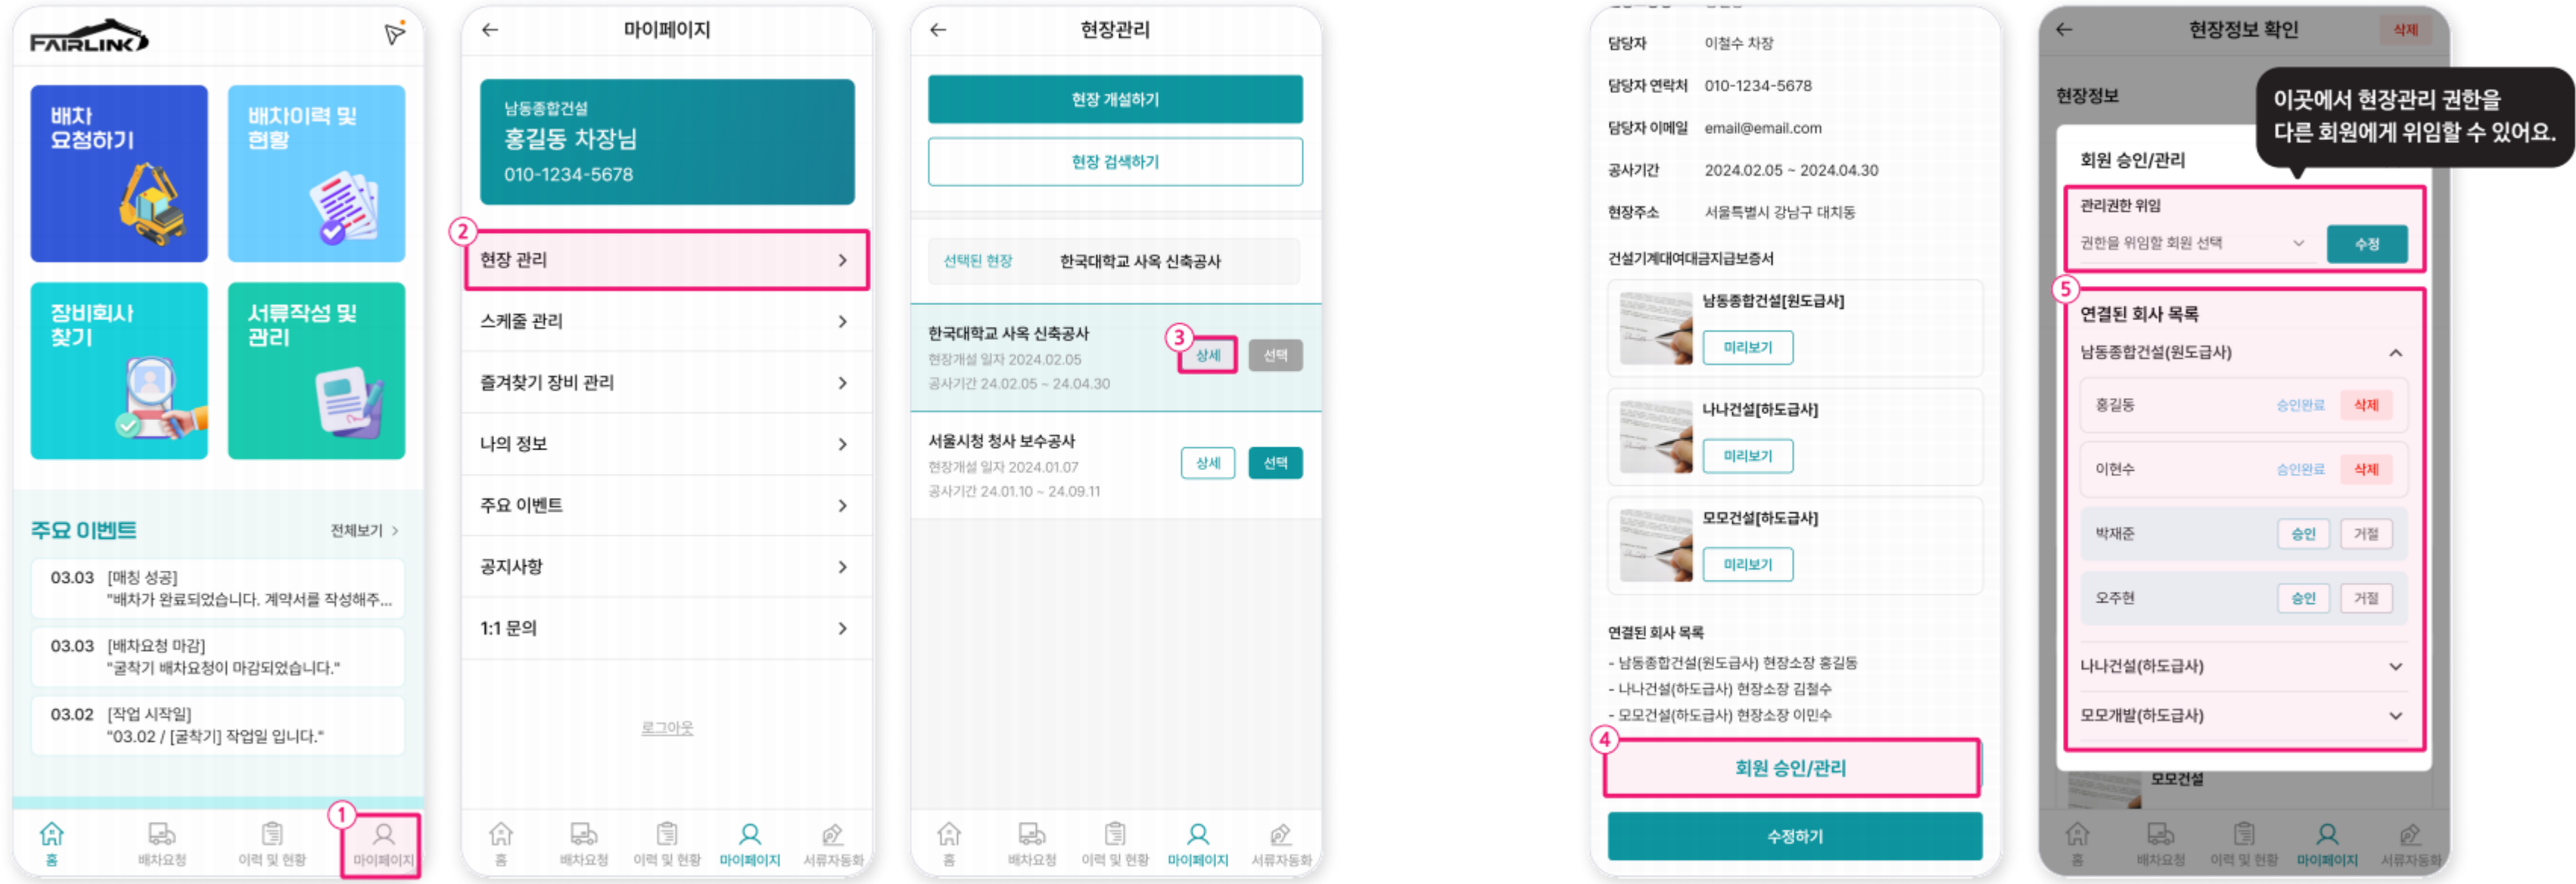 FAIRLINK
배차
요청하기
배차이력 및
현황
장비회사
찾기
서류작성 및
관리
주요 이벤트
전체보기 >
03.03 [매칭 성공]
"배차가 완료되었습니다. 계약서를 작성해주...
03.03 [배차요청 마감]
"굴착기 배차요청이 마감되었습니다."
03.02 [작업 시작일]
"03.02 / [굴착기] 작업일 입니다."
1
홈
배차요청
이력 및 현황
마이페이지
마이페이지
남동종합건설
홍길동 차장님
010-1234-5678
2
현장 관리
스케줄 관리
즐겨찾기 장비 관리
나의 정보
주요 이벤트
공지사항
1:1 문의
로그아웃
홈
배차요청
이력 및 현황
마이페이지
서류자동화
현장관리
현장 개설하기
현장 검색하기
선택된 현장 한국대학교 사옥 신축공사
한국대학교 사옥 신축공사
현장개설 일자 2024.02.05
공사기간 24.02.05 ~ 24.04.30
3
상세
선택
서울시청 청사 보수공사
현장개설 일자 2024.01.07
공사기간 24.01.10 ~ 24.09.11
상세
선택
홈
배차요청
이력 및 현황
마이페이지
서류자동화
담당자 이철수 차장
담당자 연락처 010-1234-5678
담당자 이메일 email@email.com
공사기간 2024.02.05 ~ 2024.04.30
현장주소 서울특별시 강남구 대치동
건설기계대여대금지급보증서
남동종합건설[원도급사]
미리보기
나나건설[하도급사]
미리보기
모모건설[하도급사]
미리보기
연결된 회사 목록
- 남동종합건설(원도급사) 현장소장 홍길동
- 나나건설(하도급사) 현장소장 김철수
- 모모건설(하도급사) 현장소장 이민수
4
회원 승인/관리
수정하기
현장정보 확인
삭제
현장정보
이곳에서 현장관리 권한을
다른 회원에게 위임할 수 있어요.
회원 승인/관리
관리권한 위임
권한을 위임할 회원 선택
수정
5
연결된 회사 목록
남동종합건설(원도급사)
홍길동 승인완료 삭제
이현수 승인완료 삭제
박재준 승인 거절
오주현 승인 거절
나나건설(하도급사)
모모개발(하도급사)
모모건설
홈
배차요청
이력 및 현황
마이페이지
서류자동화